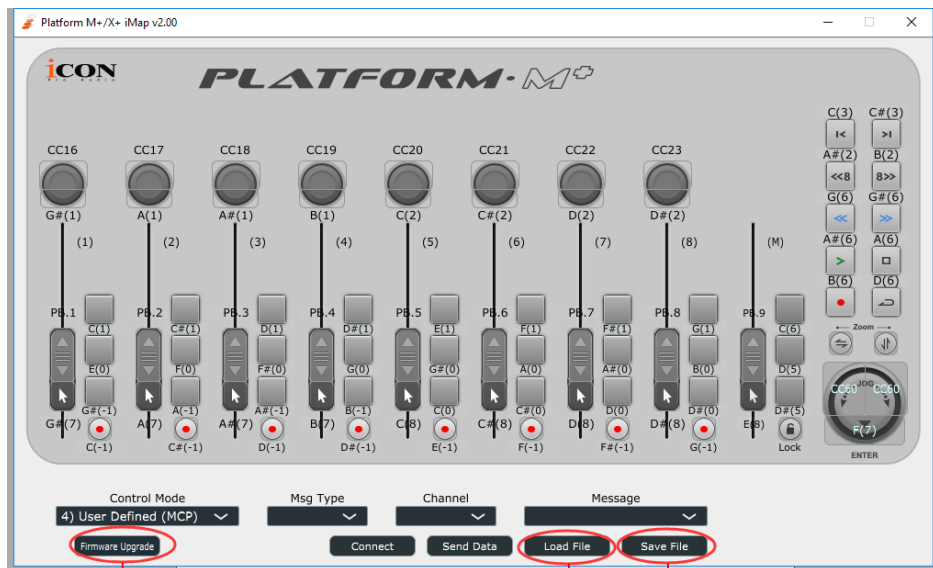 Platform M+/X+ iMap v2.00
iCON
Pro Audio
PLATFORM·M+
C(3) C#(3)
CC16 CC17 CC18 CC19 CC20 CC21 CC22 CC23
A#(2) B(2)
<<8 8>>
G(6) G#(6)
G#(1) A(1) A#(1) B(1) C(2) C#(2) D(2) D#(2)
(1) (2) (3) (4) (5) (6) (7) (8) (M)
A#(6) A(6)
B(6) D(6)
PB.1 PB.2 PB.3 PB.4 PB.5 PB.6 PB.7 PB.8 PB.9
C(1) C#(1) D(1) D#(1) E(1) F(1) F#(1) G(1) C(6)
Zoom
E(0) F(0) F#(0) G(0) G#(0) A(0) A#(0) B(0) D(5)
CC60 JOG CC60
G#(-1) A(-1) A#(-1) B(-1) C(0) C#(0) D(0) D#(0) D#(5)
G#(7) A(7) A#(7) B(7) C(8) C#(8) D(8) D#(8) E(8)
F(7)
C(-1) C#(-1) D(-1) D#(-1) E(-1) F(-1) F#(-1) G(-1) Lock
ENTER
Control Mode Msg Type Channel Message
4) User Defined (MCP)
Firmware Upgrade Connect Send Data Load File Save File